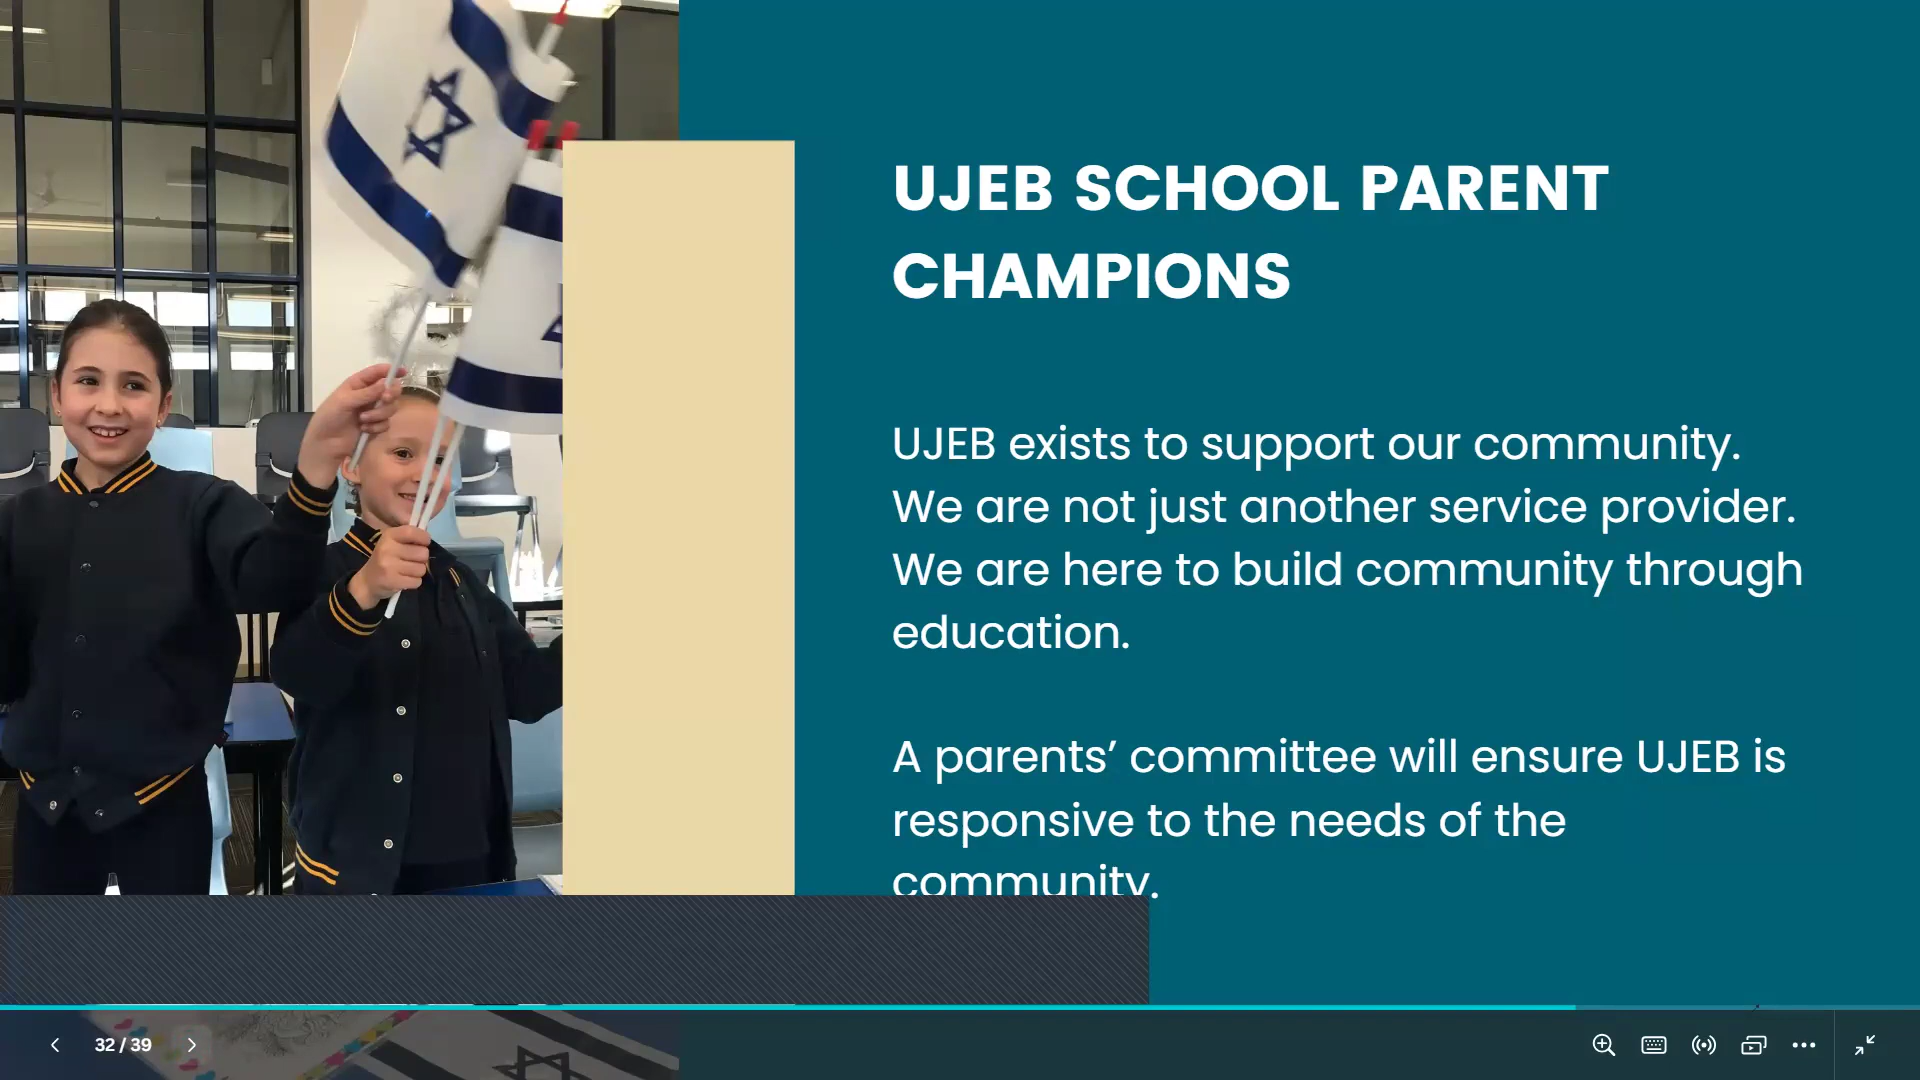 UJEB SCHOOL PARENT
CHAMPIONS
UJEB exists to support our community.
We are not just another service provider.
We are here to build community through
education.
A parents’ committee will ensure UJEB is
responsive to the needs of the
community.
32 / 39